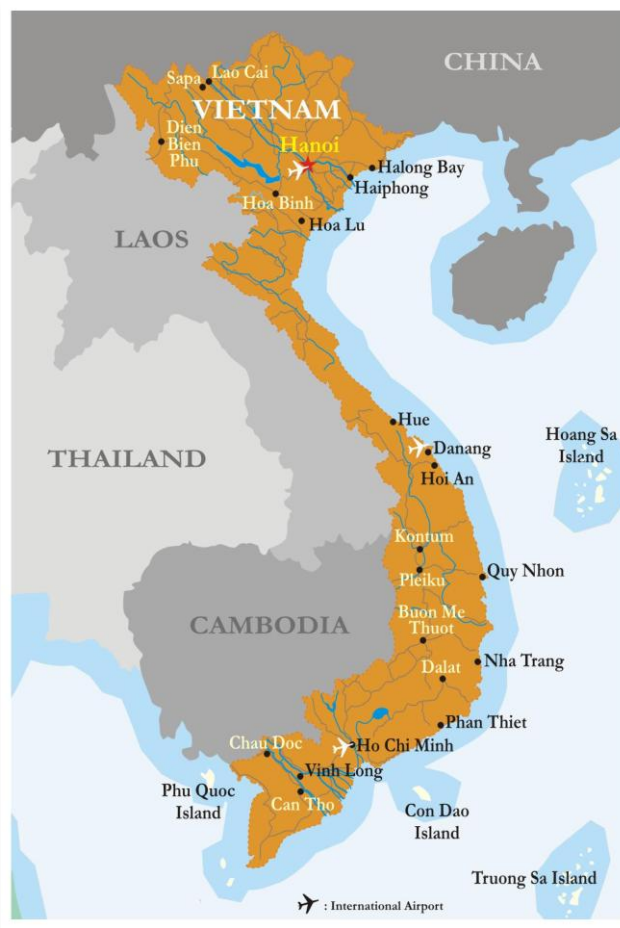 CHINA
Lao Cai
Sapa
VIETNAM
Dien
Bien
Phu
Hanoi
Halong Bay
Haiphong
Hoa Binh
Hoa Lu
LAOS
Hue
Danang
Hoi An
Hoang Sa
Island
THAILAND
Kontum
Pleiku
Quy Nhon
Buon Me
Thuot
CAMBODIA
Nha Trang
Dalat
Phan Thiet
Ho Chi Minh
Chau Doc
Vinh Long
Can Tho
Phu Quoc
Island
Con Dao
Island
Truong Sa Island
: International Airport